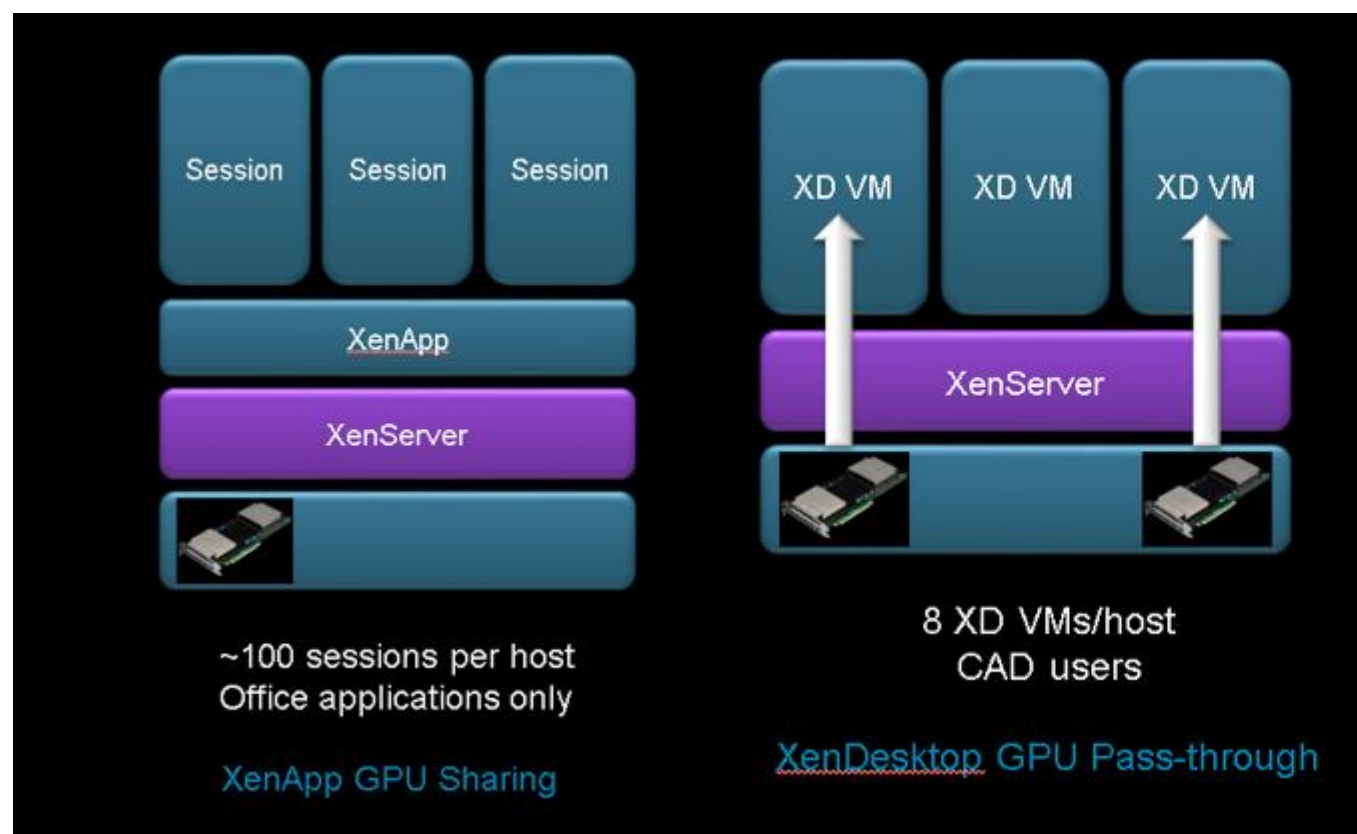 Session
Session
Session
XenApp
XenServer
~100 sessions per host
Office applications only
XenApp GPU Sharing
XD VM
XD VM
XD VM
XenServer
8 XD VMs/host
CAD users
XenDesktop GPU Pass-through